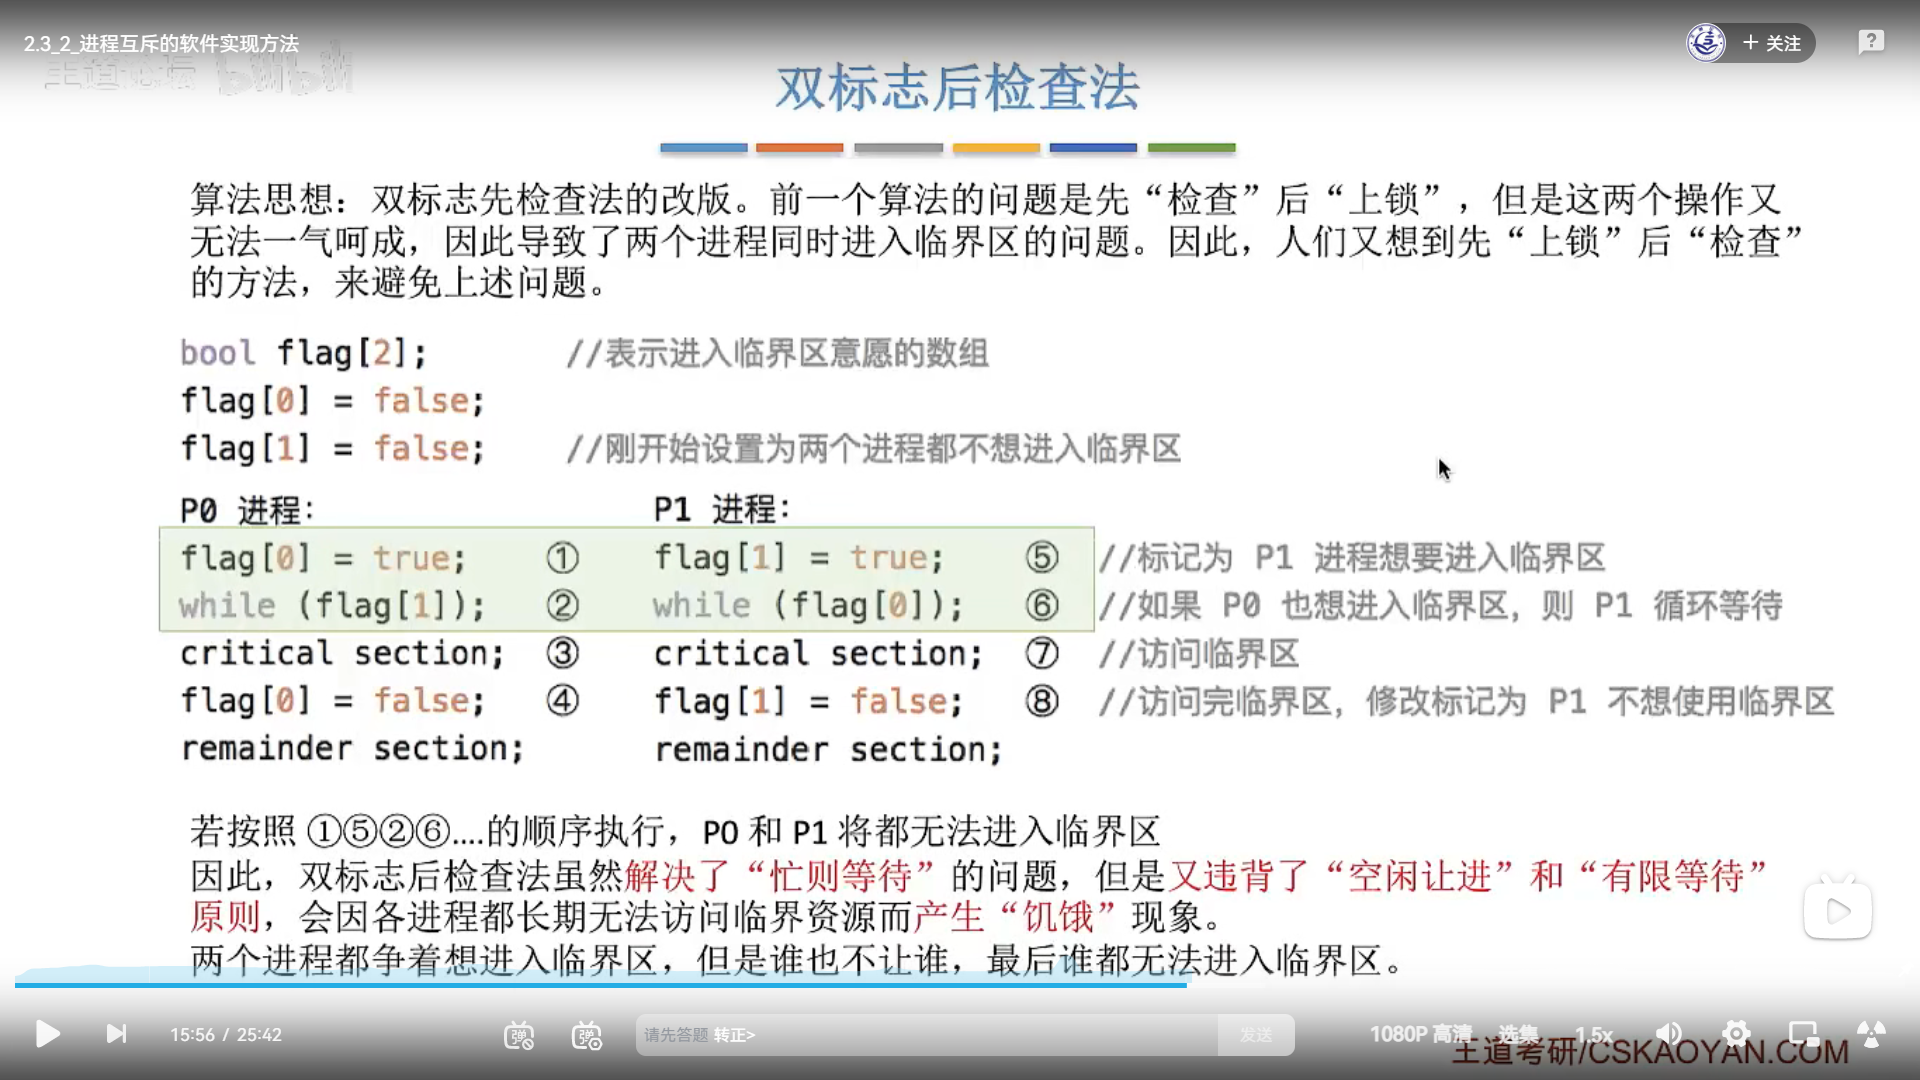 2.3_2_进程互斥的软件实现方法
+ 关注
王道论坛 bilibili
双标志后检查法
算法思想：双标志先检查法的改版。前一个算法的问题是先“检查”后“上锁”，但是这两个操作又
无法一气呵成，因此导致了两个进程同时进入临界区的问题。因此，人们又想到先“上锁”后“检查”
的方法，来避免上述问题。
bool flag[2]; //表示进入临界区意愿的数组
flag[0] = false;
flag[1] = false; //刚开始设置为两个进程都不想进入临界区
P0 进程： P1 进程：
flag[0] = true; ① flag[1] = true; ⑤ //标记为 P1 进程想要进入临界区
while (flag[1]); ② while (flag[0]); ⑥ //如果 P0 也想进入临界区，则 P1 循环等待
critical section; ③ critical section; ⑦ //访问临界区
flag[0] = false; ④ flag[1] = false; ⑧ //访问完临界区，修改标记为 P1 不想使用临界区
remainder section; remainder section;
若按照 ①⑤②⑥....的顺序执行，P0 和 P1 将都无法进入临界区
因此，双标志后检查法虽然解决了“忙则等待”的问题，但是又违背了“空闲让进”和“有限等待”
原则，会因各进程都长期无法访问临界资源而产生“饥饿”现象。
两个进程都争着想进入临界区，但是谁也不让谁，最后谁都无法进入临界区。
15:56 / 25:42
弹
弹
请先答题 转正>
发送
1080P 高清
选集
1.5x
王道考研/CSKAOYAN.COM